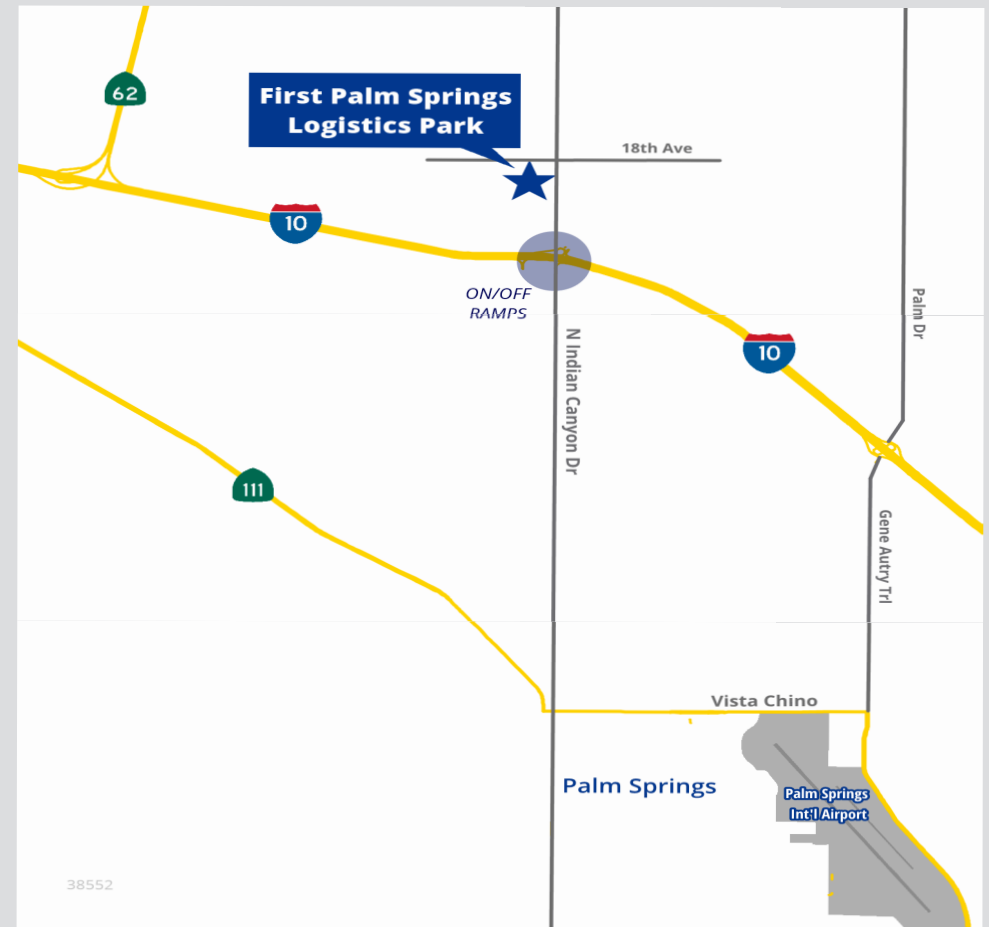 62
First Palm Springs
Logistics Park
18th Ave
10
ON/OFF
RAMPS
Palm Dr
N Indian Canyon Dr
10
111
Gene Autry Trl
Vista Chino
Palm Springs
Palm Springs
Int'l Airport
38552